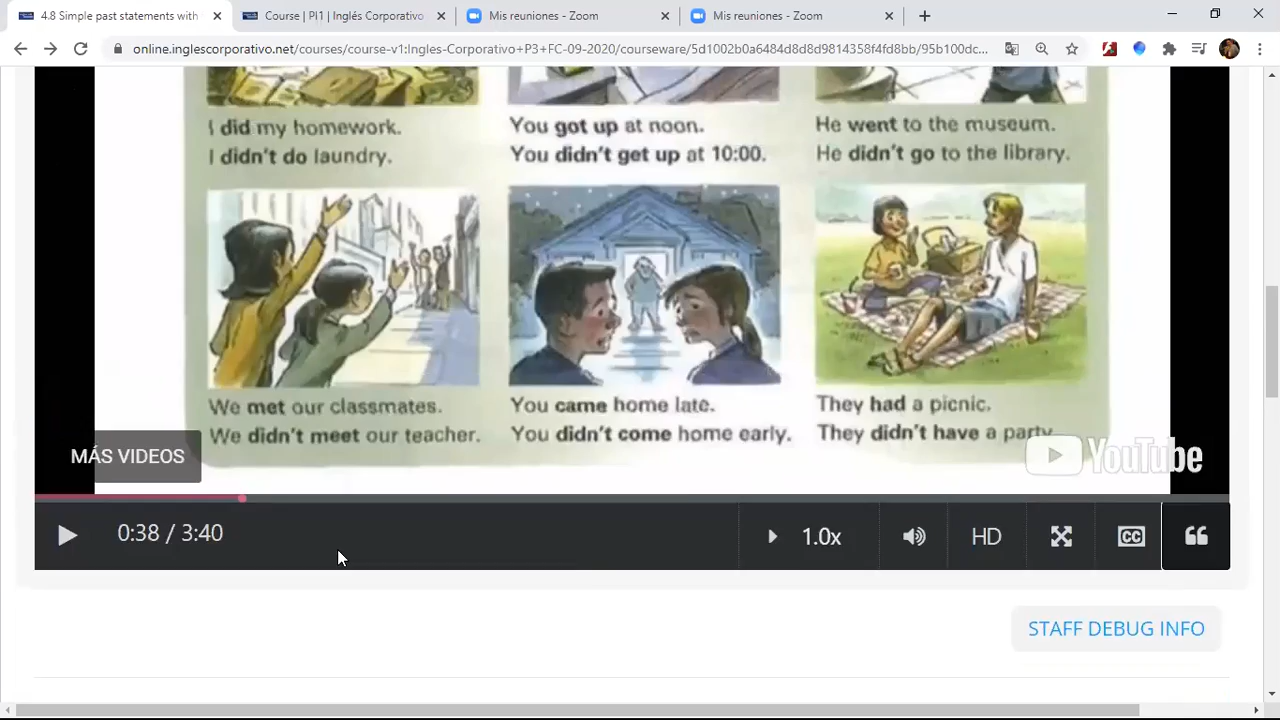 4.8 Simple past statements with
Course | PI1 | Inglés Corporativo
Mis reuniones - Zoom
Mis reuniones - Zoom
online.inglescorporativo.net/courses/course-v1:Ingles-Corporativo+P3+FC-09-2020/courseware/5d1002bcb6484d8d869814358f4fd8bb/95b100dc...
I did my homework.
I didn't do laundry.
You got up at noon.
You didn't get up at 10:00.
He went to the museum.
He didn't go to the library.
We met our classmates.
We didn't meet our teacher.
You came home late.
You didn't come home early.
They had a picnic.
They didn't have a party.
MÁS VIDEOS
YouTube
0:38 / 3:40
1.0x
HD
CC
STAFF DEBUG INFO